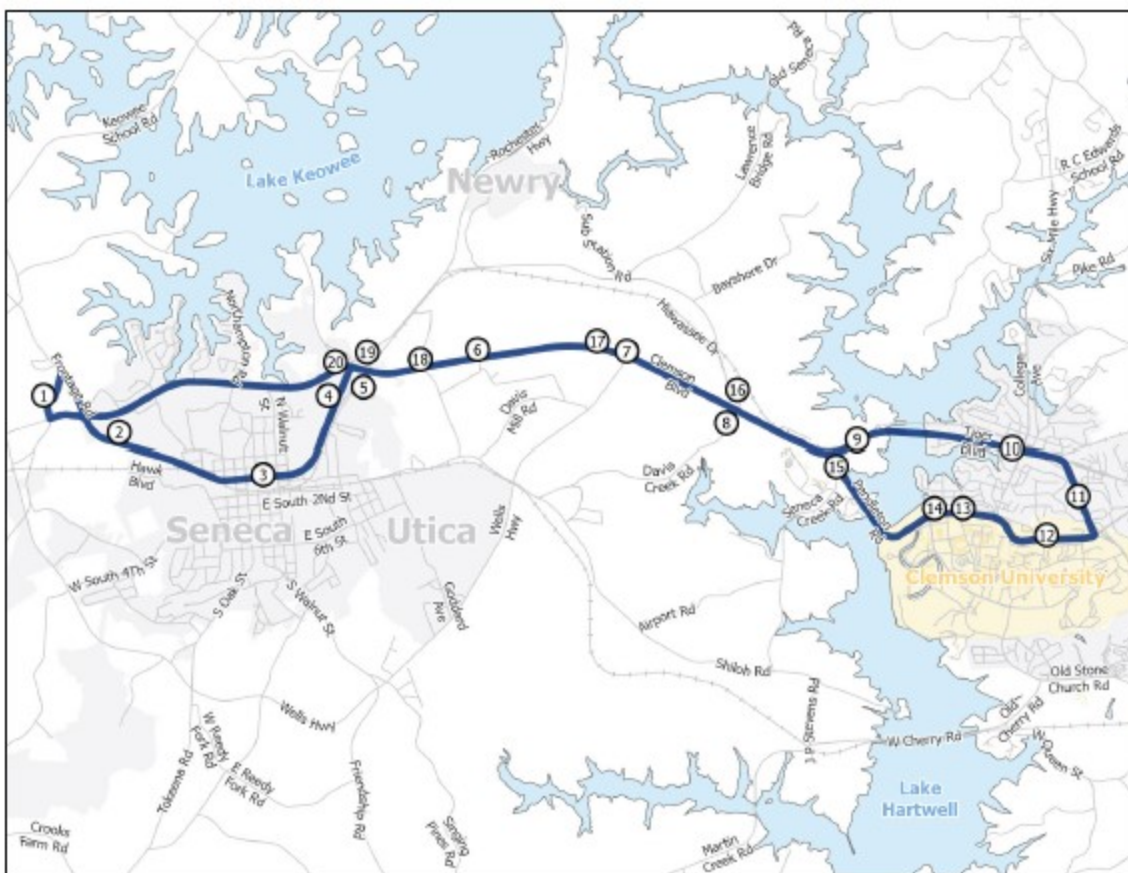 Old Seneca Rd
Keowee
School Rd
R C Edwards
School Rd
Rochester
Hwy
Lawrence
Bridge Rd
Lake Keowee
Newry
Six Mile Hwy
Sub Station Rd
Pike Rd
Bayshore Dr
Northampton Rd
Hiawassee Dr
19
17
20
6
7
18
Clemson
Blvd
College
Ave
Frontage Rd
1
4
5
16
St
N Walnut
Davis
Mill Rd
8
2
9
Tiger
Blvd
10
Hawk
Blvd
3
Davis
Creek Rd
15
E South 2Nd St
Seneca
Creek Rd
Pendleton
Rd
11
14
13
Seneca
E South
6th St
Utica
Wells
Hwy
12
W South 4Th St
Clemson University
S Oak St
S Walnut St
Goddard
Ave
Airport Rd
Shiloh Rd
Old Stone
Church Rd
J P Stevens Rd
Old
Cherry Rd
W Reedy
Fork Rd
Wells Hwy
W Cherry Rd
W Queen St
Tokeena Rd
E Reedy
Fork Rd
Friendship Rd
Lake
Hartwell
Crooks
Farm Rd
Singing
Pines Rd
Martin
Creek Rd